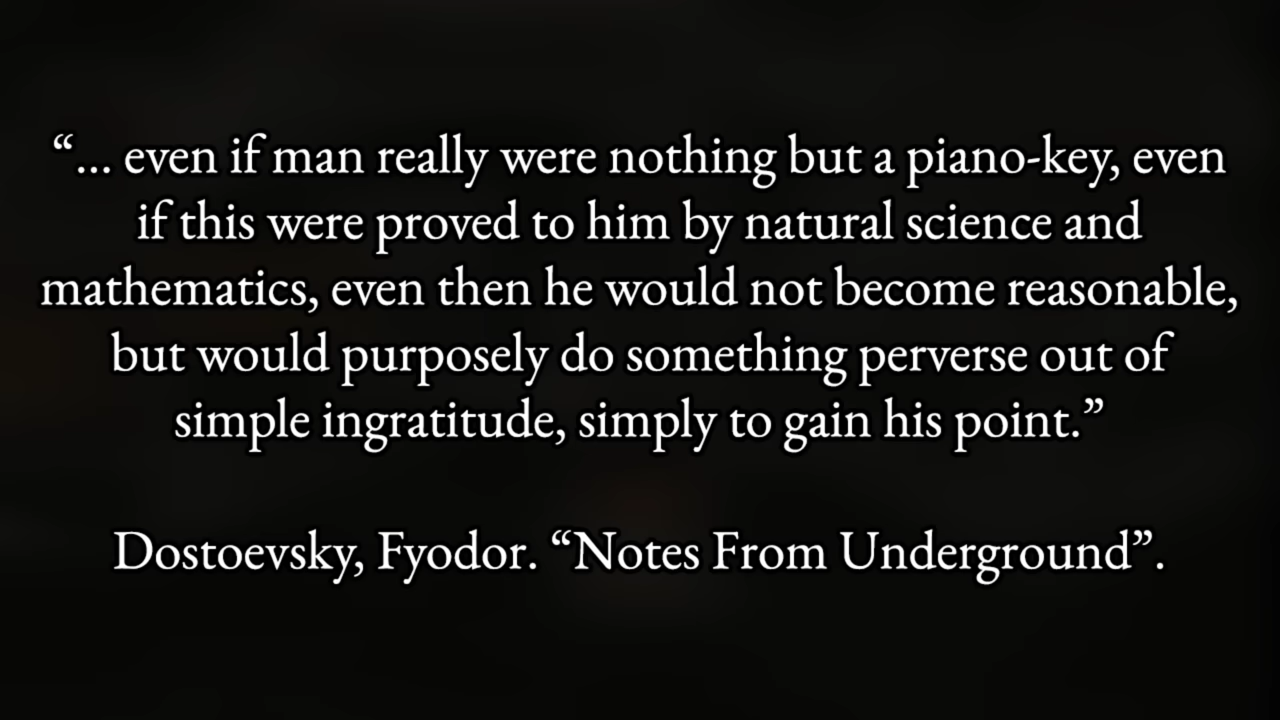 “... even if man really were nothing but a piano-key, even
if this were proved to him by natural science and
mathematics, even then he would not become reasonable,
but would purposely do something perverse out of
simple ingratitude, simply to gain his point.”
Dostoevsky, Fyodor. “Notes From Underground”.